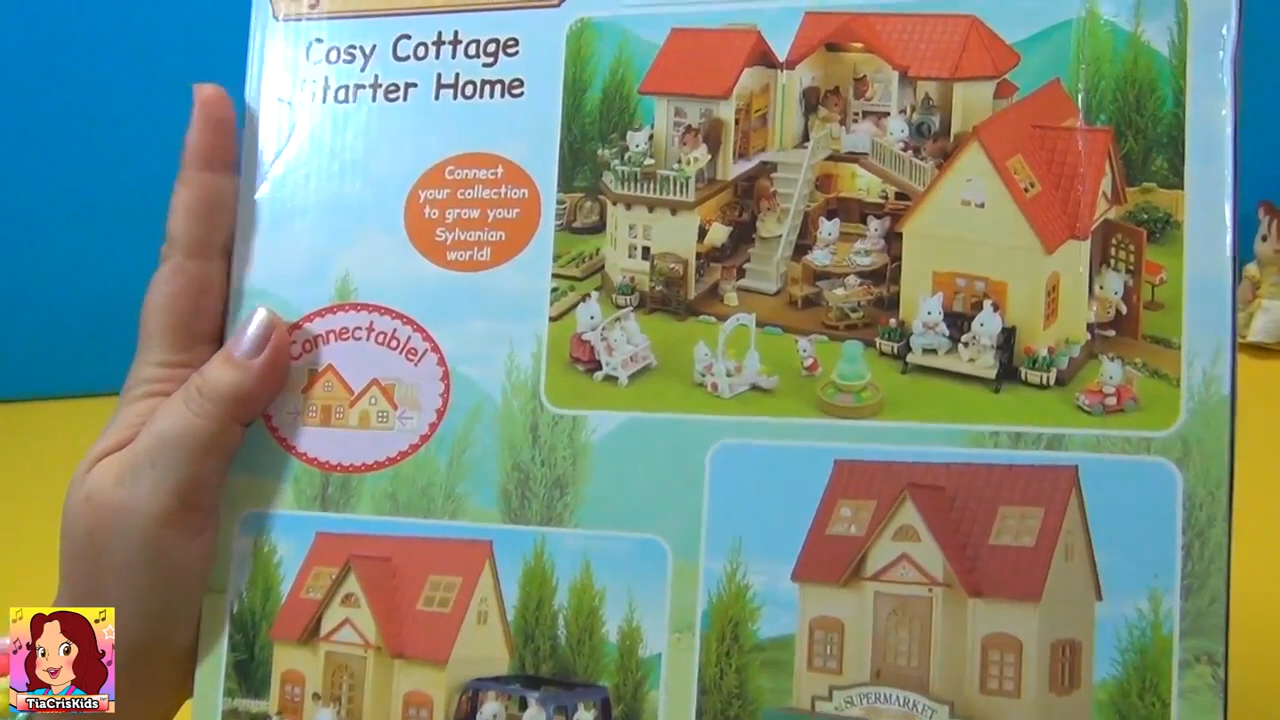 Cosy Cottage
Starter Home
Connect
your collection
to grow your
Sylvanian
world!
Connectable!
SUPERMARKET
TiaCrisKids